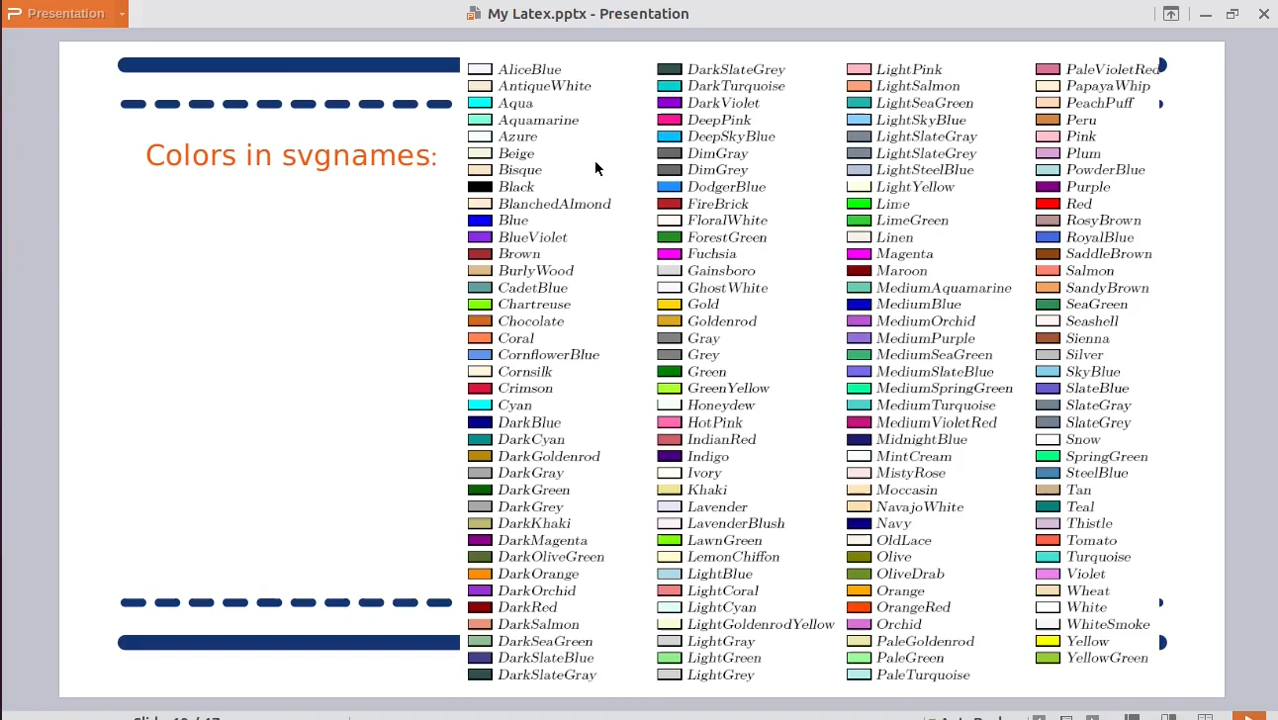 Presentation
My Latex.pptx - Presentation
Colors in svgnames:
AliceBlue
AntiqueWhite
Aqua
Aquamarine
Azure
Beige
Bisque
Black
BlanchedAlmond
Blue
BlueViolet
Brown
BurlyWood
CadetBlue
Chartreuse
Chocolate
Coral
CornflowerBlue
Cornsilk
Crimson
Cyan
DarkBlue
DarkCyan
DarkGoldenrod
DarkGray
DarkGreen
DarkGrey
DarkKhaki
DarkMagenta
DarkOliveGreen
DarkOrange
DarkOrchid
DarkRed
DarkSalmon
DarkSeaGreen
DarkSlateBlue
DarkSlateGray
DarkSlateGrey
DarkTurquoise
DarkViolet
DeepPink
DeepSkyBlue
DimGray
DimGrey
DodgerBlue
FireBrick
FloralWhite
ForestGreen
Fuchsia
Gainsboro
GhostWhite
Gold
Goldenrod
Gray
Grey
Green
GreenYellow
Honeydew
HotPink
IndianRed
Indigo
Ivory
Khaki
Lavender
LavenderBlush
LawnGreen
LemonChiffon
LightBlue
LightCoral
LightCyan
LightGoldenrodYellow
LightGray
LightGreen
LightGrey
LightPink
LightSalmon
LightSeaGreen
LightSkyBlue
LightSlateGray
LightSlateGrey
LightSteelBlue
LightYellow
Lime
LimeGreen
Linen
Magenta
Maroon
MediumAquamarine
MediumBlue
MediumOrchid
MediumPurple
MediumSeaGreen
MediumSlateBlue
MediumSpringGreen
MediumTurquoise
MediumVioletRed
MidnightBlue
MintCream
MistyRose
Moccasin
NavajoWhite
Navy
OldLace
Olive
OliveDrab
Orange
OrangeRed
Orchid
PaleGoldenrod
PaleGreen
PaleTurquoise
PaleVioletRed
PapayaWhip
PeachPuff
Peru
Pink
Plum
PowderBlue
Purple
Red
RosyBrown
RoyalBlue
SaddleBrown
Salmon
SandyBrown
SeaGreen
Seashell
Sienna
Silver
SkyBlue
SlateBlue
SlateGray
SlateGrey
Snow
SpringGreen
SteelBlue
Tan
Teal
Thistle
Tomato
Turquoise
Violet
Wheat
White
WhiteSmoke
Yellow
YellowGreen